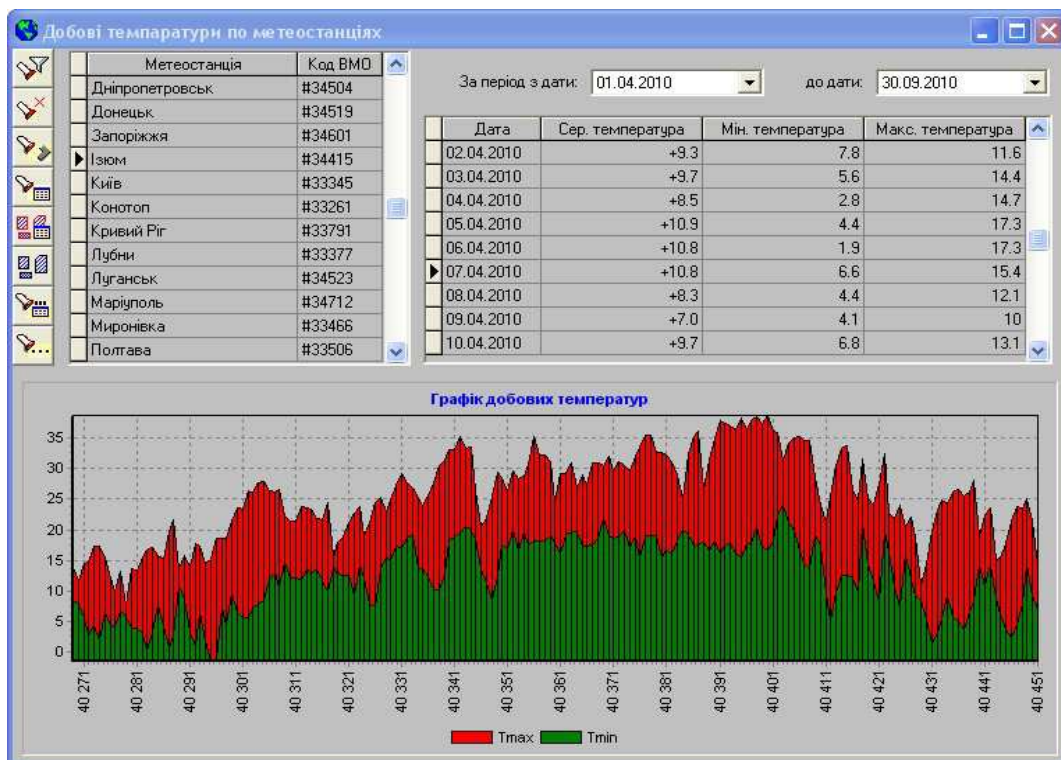 Добові темпаратури по метеостанціях
Метеостанція Код ВМО
Дніпропетровськ #34504
Донецьк #34519
Запоріжжя #34601
Ізюм #34415
Київ #33345
Конотоп #33261
Кривий Ріг #33791
Лубни #33377
Луганськ #34523
Маріуполь #34712
Миронівка #33466
Полтава #33506
За період з дати: 01.04.2010 до дати: 30.09.2010
Дата Сер. температура Мін. температура Макс. температура
02.04.2010 +9.3 7.8 11.6
03.04.2010 +9.7 5.6 14.4
04.04.2010 +8.5 2.8 14.7
05.04.2010 +10.9 4.4 17.3
06.04.2010 +10.8 1.9 17.3
07.04.2010 +10.8 6.6 15.4
08.04.2010 +8.3 4.4 12.1
09.04.2010 +7.0 4.1 10
10.04.2010 +9.7 6.8 13.1
Графік добових температур
35
30
25
20
15
10
5
0
40 271 40 281 40 291 40 301 40 311 40 321 40 331 40 341 40 351 40 361 40 371 40 381 40 391 40 401 40 411 40 421 40 431 40 441 40 451
Tmax Tmin